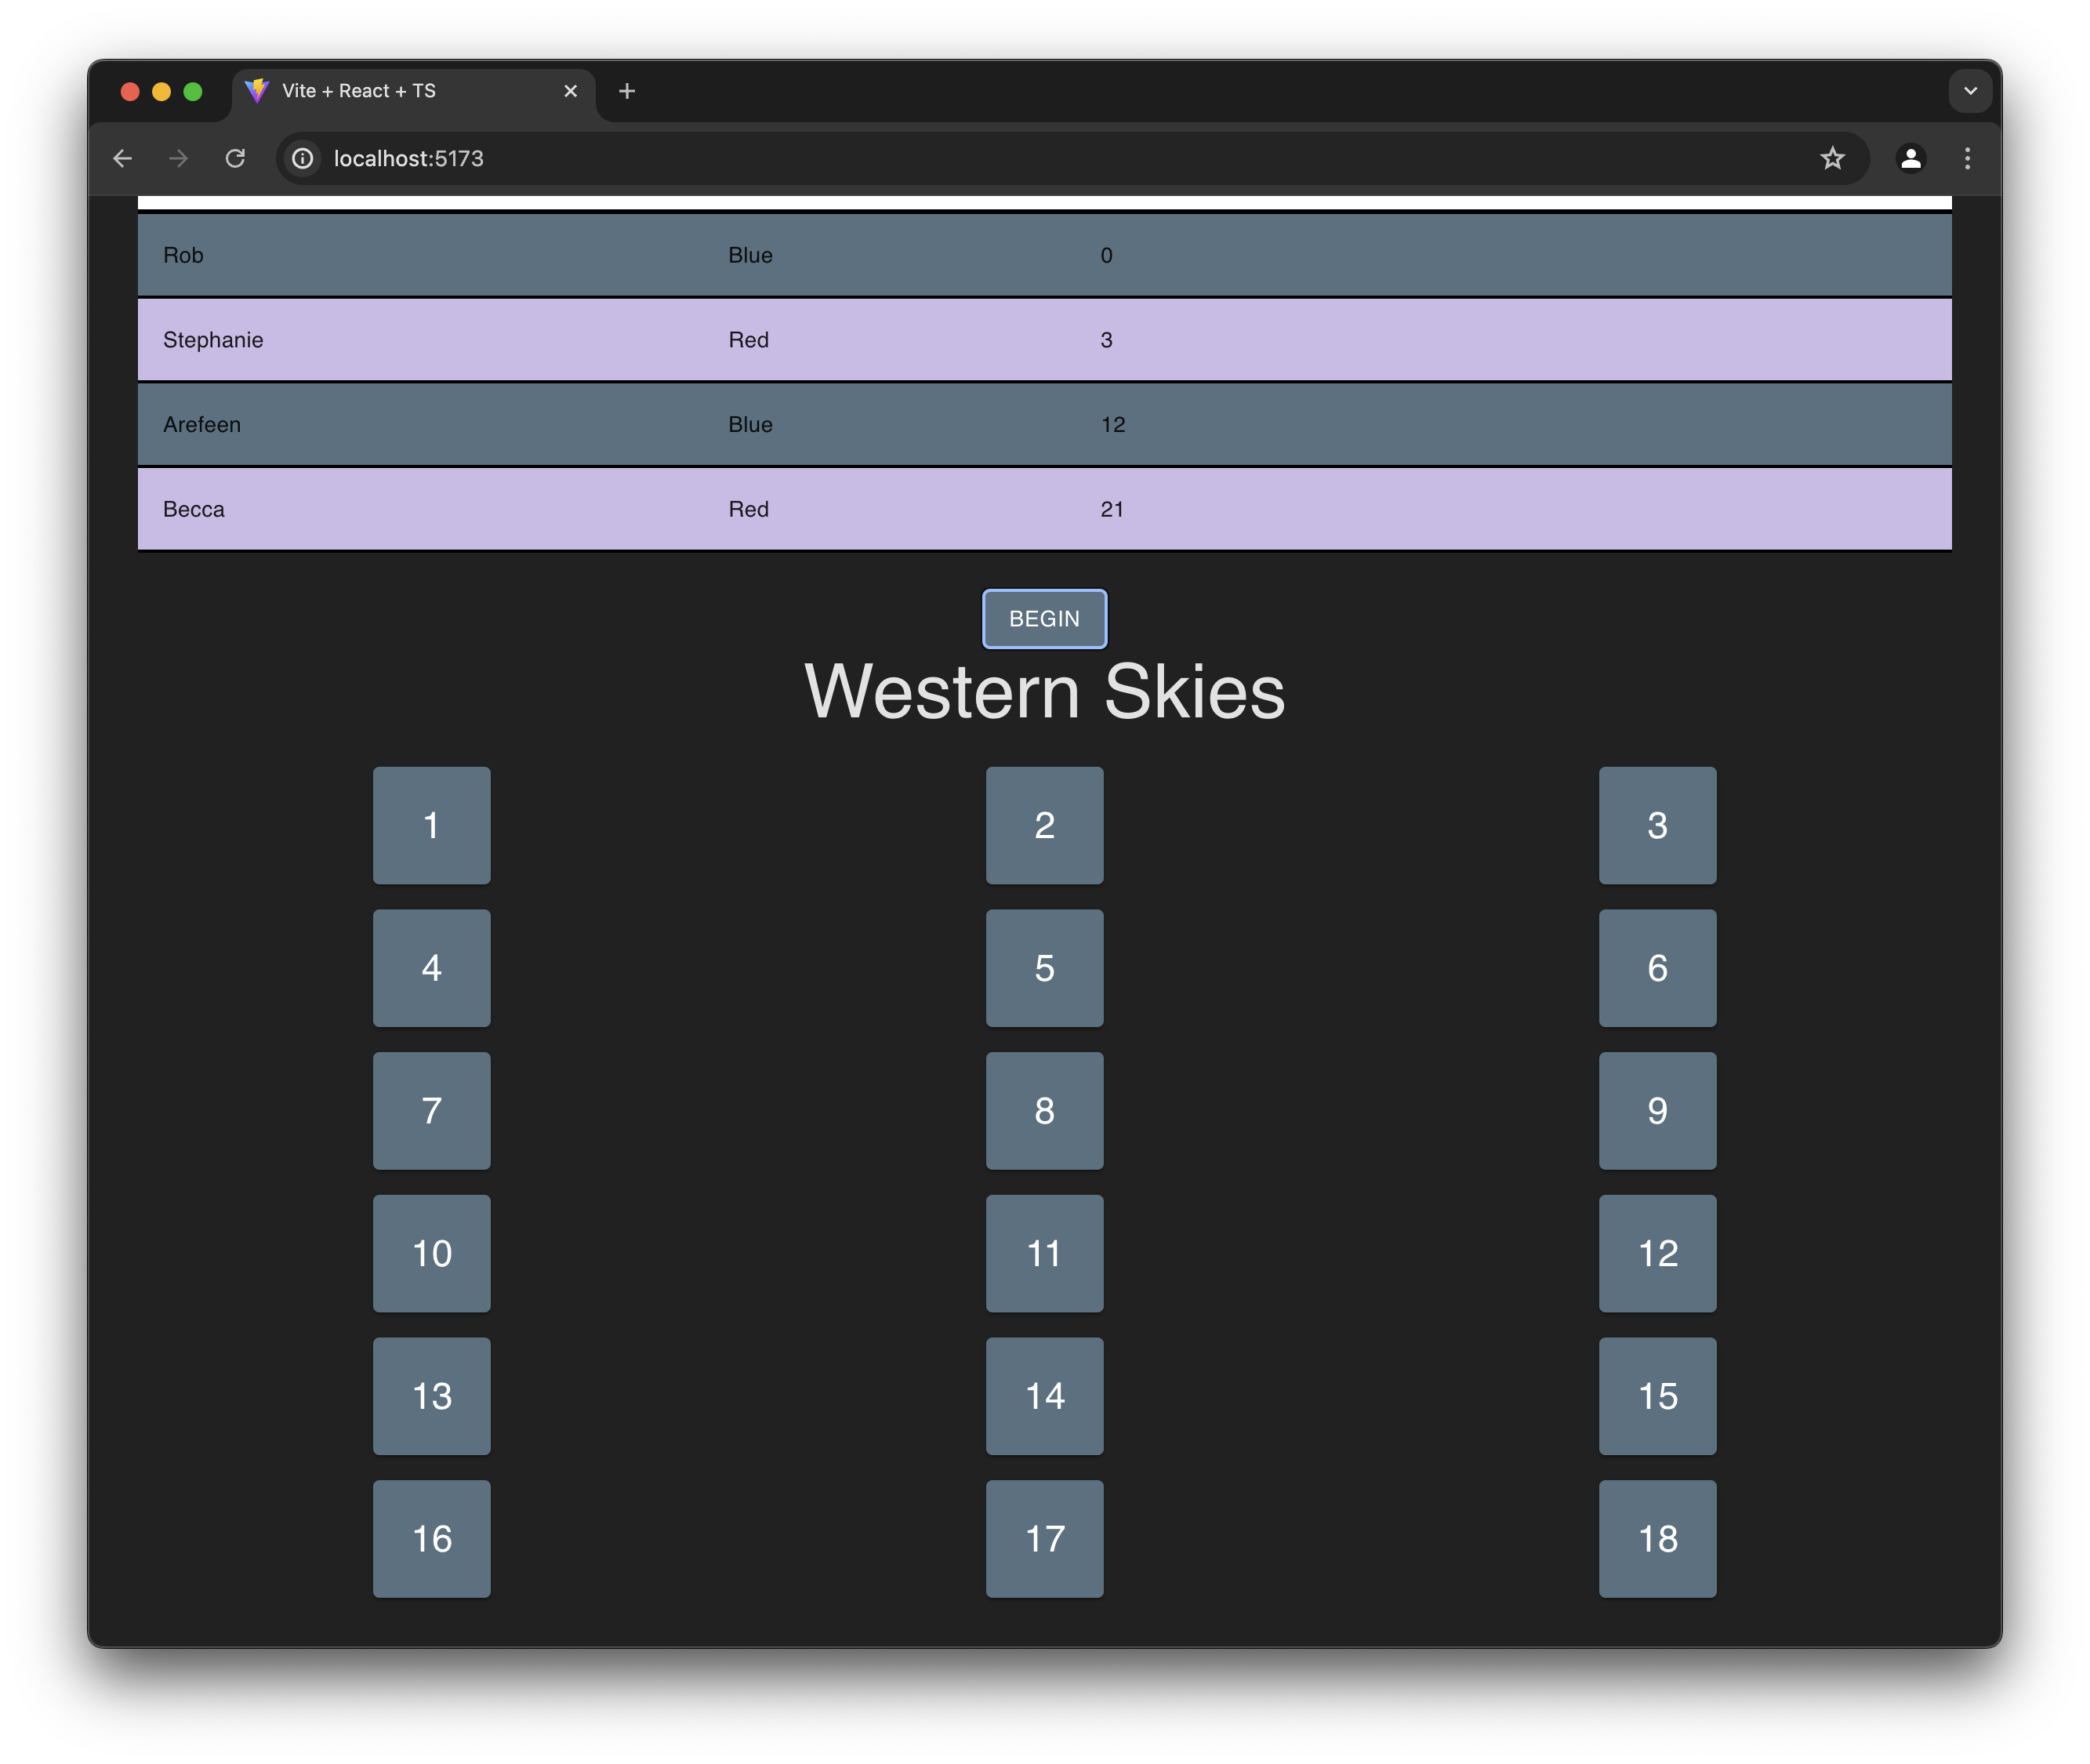 Vite + React + TS
localhost:5173
Rob Blue 0
Stephanie Red 3
Arefeen Blue 12
Becca Red 21
BEGIN
Western Skies
1 2 3
4 5 6
7 8 9
10 11 12
13 14 15
16 17 18